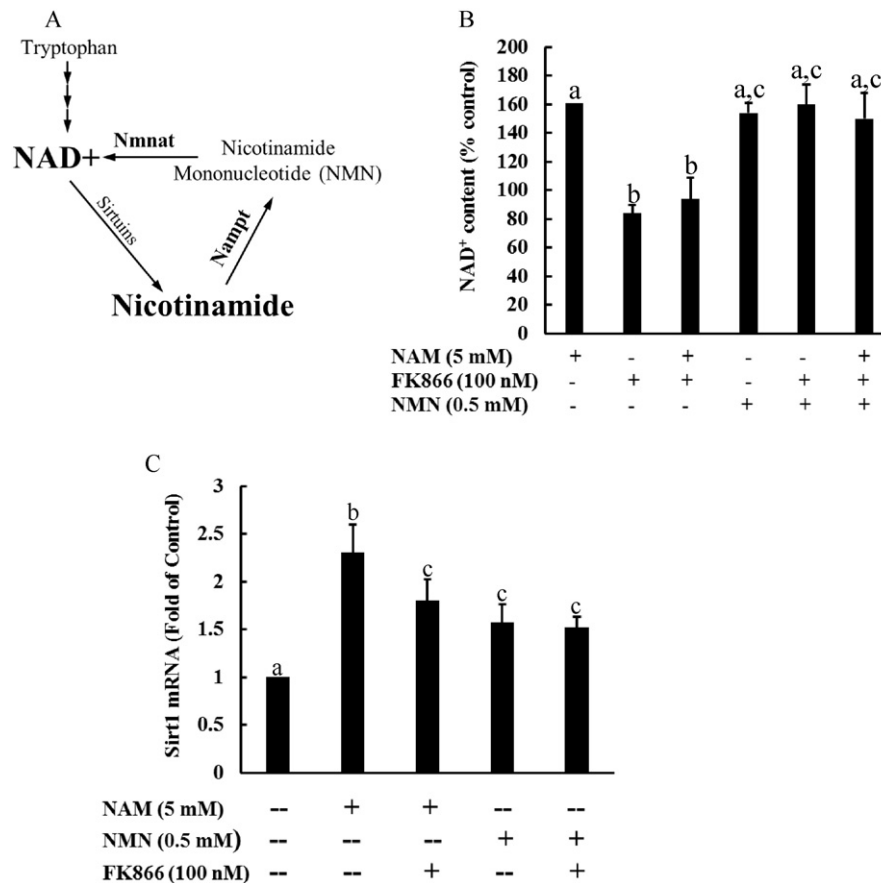 A
Tryptophan
NAD+
Nmnat
Nicotinamide
Mononucleotide (NMN)
Sirtuins
Nampt
Nicotinamide
B
NAD⁺ content (% control)
200
180
160
140
120
100
80
60
40
20
0
a
b
b
a,c
a,c
a,c
NAM (5 mM) + - + - - +
FK866 (100 nM) - + + - + +
NMN (0.5 mM) - - - + + +
C
Sirt1 mRNA (Fold of Control)
3
2.5
2
1.5
1
0.5
0
a
b
c
c
c
NAM (5 mM) -- + + -- --
NMN (0.5 mM) -- -- -- + +
FK866 (100 nM) -- -- + -- +